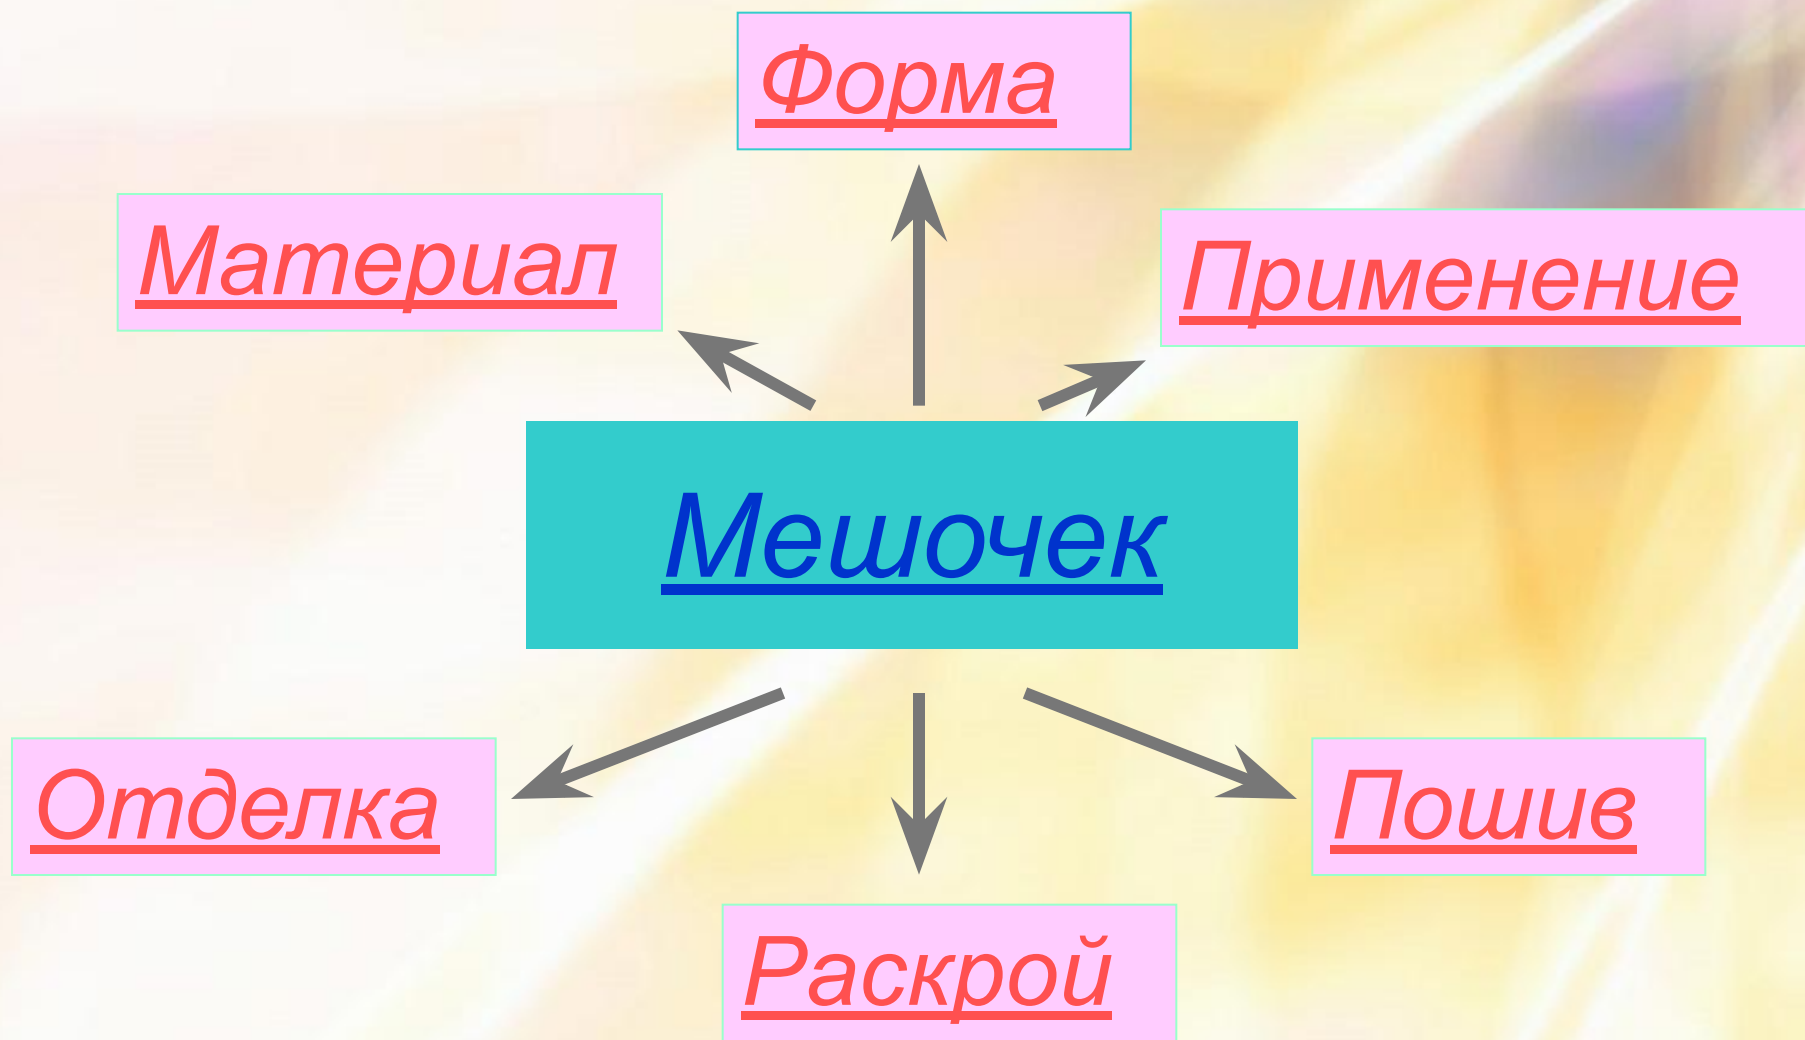 Форма
Материал
Применение
Мешочек
Отделка
Пошив
Раскрой